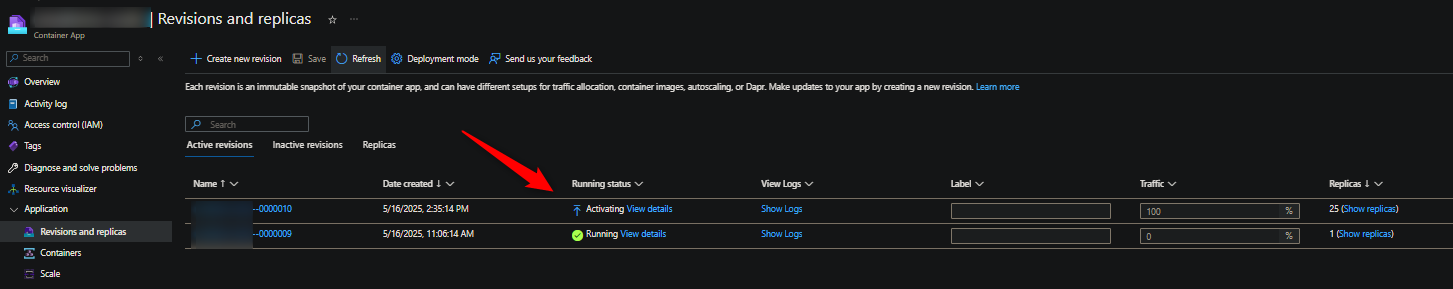 | Revisions and replicas
Container App
Search
Overview
Activity log
Access control (IAM)
Tags
Diagnose and solve problems
Resource visualizer
Application
Revisions and replicas
Containers
Scale
Create new revision Save Refresh Deployment mode Send us your feedback
Each revision is an immutable snapshot of your container app, and can have different setups for traffic allocation, container images, autoscaling, or Dapr. Make updates to your app by creating a new revision. Learn more
Search
Active revisions Inactive revisions Replicas
Name ↑ Date created ↓ Running status View Logs Label Traffic Replicas ↓
--0000010 5/16/2025, 2:35:14 PM Activating View details Show Logs 100 % 25 (Show replicas)
--0000009 5/16/2025, 11:06:14 AM Running View details Show Logs 0 % 1 (Show replicas)